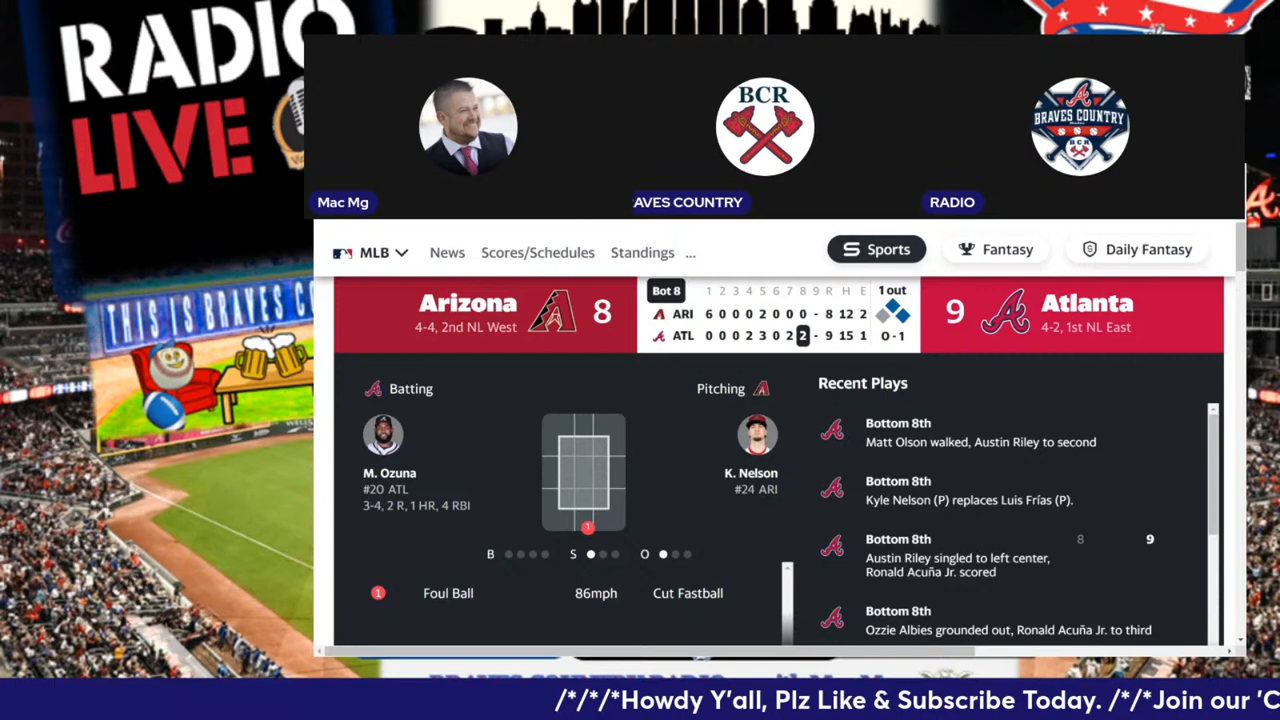 RADIO
LIVE
BCR
BRAVES COUNTRY
BCR
Mac Mg
AVES COUNTRY
RADIO
MLB
News
Scores/Schedules
Standings
...
Sports
Fantasy
Daily Fantasy
Arizona
4-4, 2nd NL West
8
Bot 8
1 2 3 4 5 6 7 8 9 R H E
ARI 6 0 0 0 2 0 0 0 - 8 12 2
ATL 0 0 0 2 3 0 2 2 - 9 15 1
1 out
0 - 1
9
Atlanta
4-2, 1st NL East
THIS IS BRAVES CO
Batting
Pitching
M. Ozuna
#20 ATL
3-4, 2 R, 1 HR, 4 RBI
K. Nelson
#24 ARI
1
B
S
O
1 Foul Ball 86mph Cut Fastball
Recent Plays
Bottom 8th
Matt Olson walked, Austin Riley to second
Bottom 8th
Kyle Nelson (P) replaces Luis Frías (P).
Bottom 8th 8 9
Austin Riley singled to left center,
Ronald Acuña Jr. scored
Bottom 8th
Ozzie Albies grounded out, Ronald Acuña Jr. to third
/*/*/*Howdy Y'all, Plz Like & Subscribe Today. /*/*Join our 'C